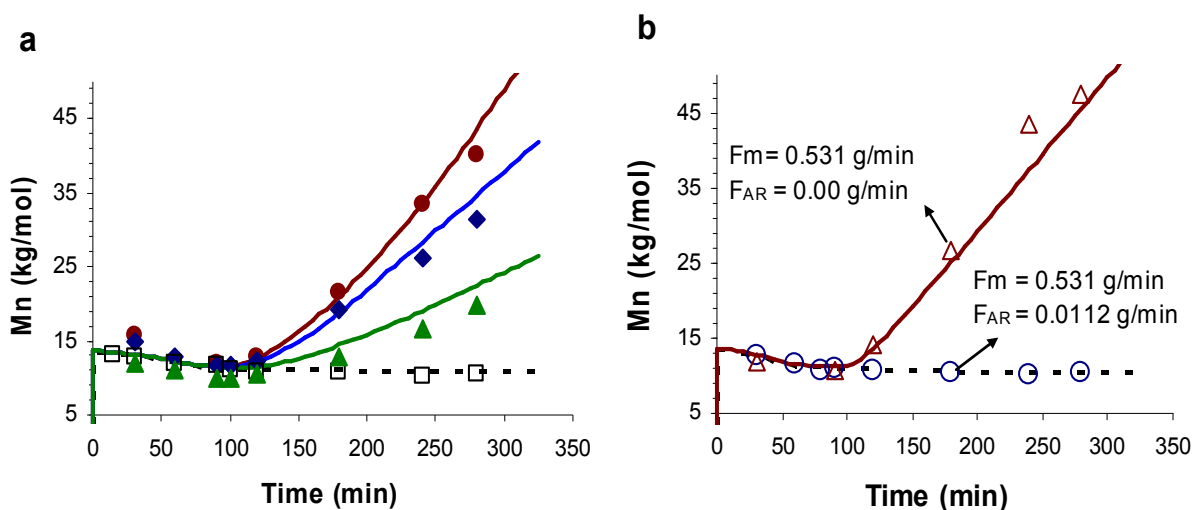 a
45
35
25
15
5
Mn (kg/mol)
0 50 100 150 200 250 300 350
Time (min)
b
45
35
25
15
5
Mn (kg/mol)
Fm= 0.531 g/min
FAR = 0.00 g/min
Fm = 0.531 g/min
FAR = 0.0112 g/min
0 50 100 150 200 250 300 350
Time (min)